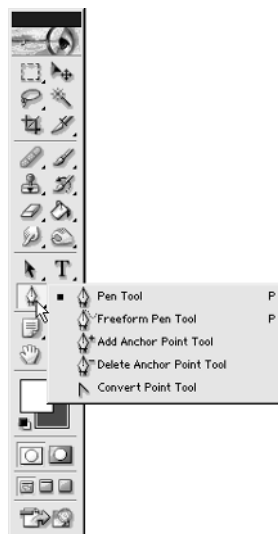 T
Pen Tool P
Freeform Pen Tool P
Add Anchor Point Tool
Delete Anchor Point Tool
Convert Point Tool